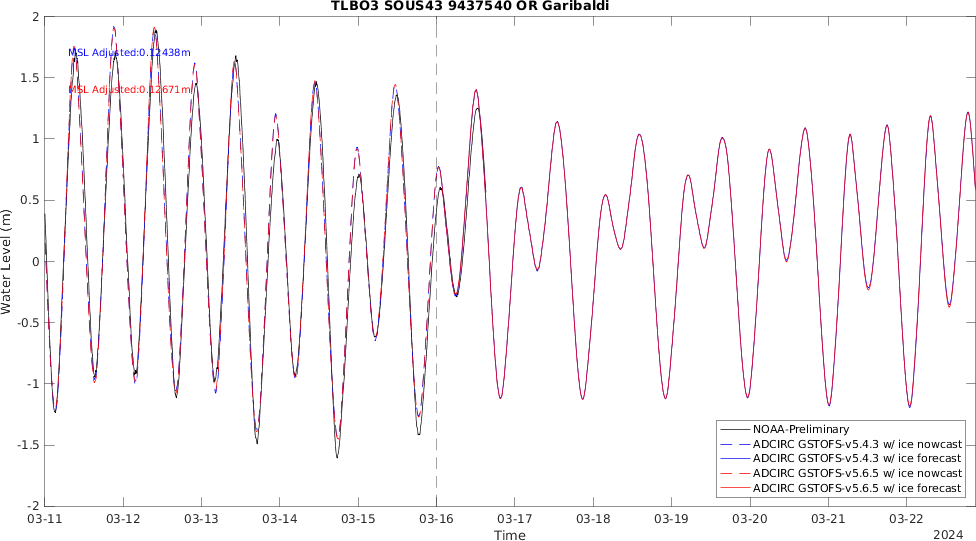 TLBO3 SOUS43 9437540 OR Garibaldi
2
1.5
1
0.5
0
-0.5
-1
-1.5
-2
Water Level (m)
MSL Adjusted:0.12438m
MSL Adjusted:0.12671m
NOAA-Preliminary
ADCIRC GSTOFS-v5.4.3 w/ ice nowcast
ADCIRC GSTOFS-v5.4.3 w/ ice forecast
ADCIRC GSTOFS-v5.6.5 w/ ice nowcast
ADCIRC GSTOFS-v5.6.5 w/ ice forecast
03-11 03-12 03-13 03-14 03-15 03-16 03-17 03-18 03-19 03-20 03-21 03-22
Time
2024